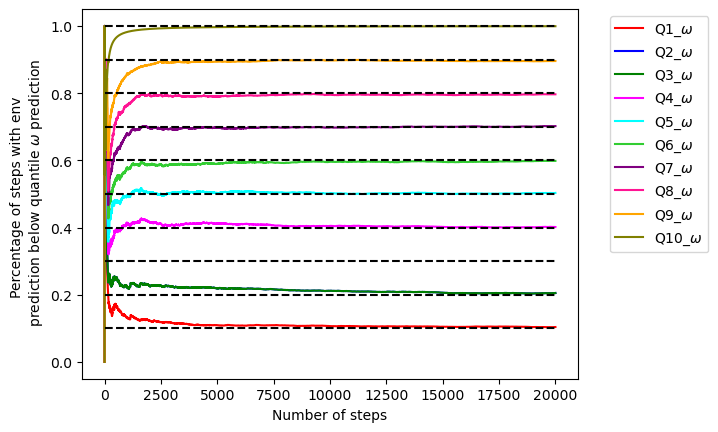 Percentage of steps with env
prediction below quantile ω prediction
1.0
0.8
0.6
0.4
0.2
0.0
0
2500
5000
7500
10000
12500
15000
17500
20000
Number of steps
Q1_ω
Q2_ω
Q3_ω
Q4_ω
Q5_ω
Q6_ω
Q7_ω
Q8_ω
Q9_ω
Q10_ω